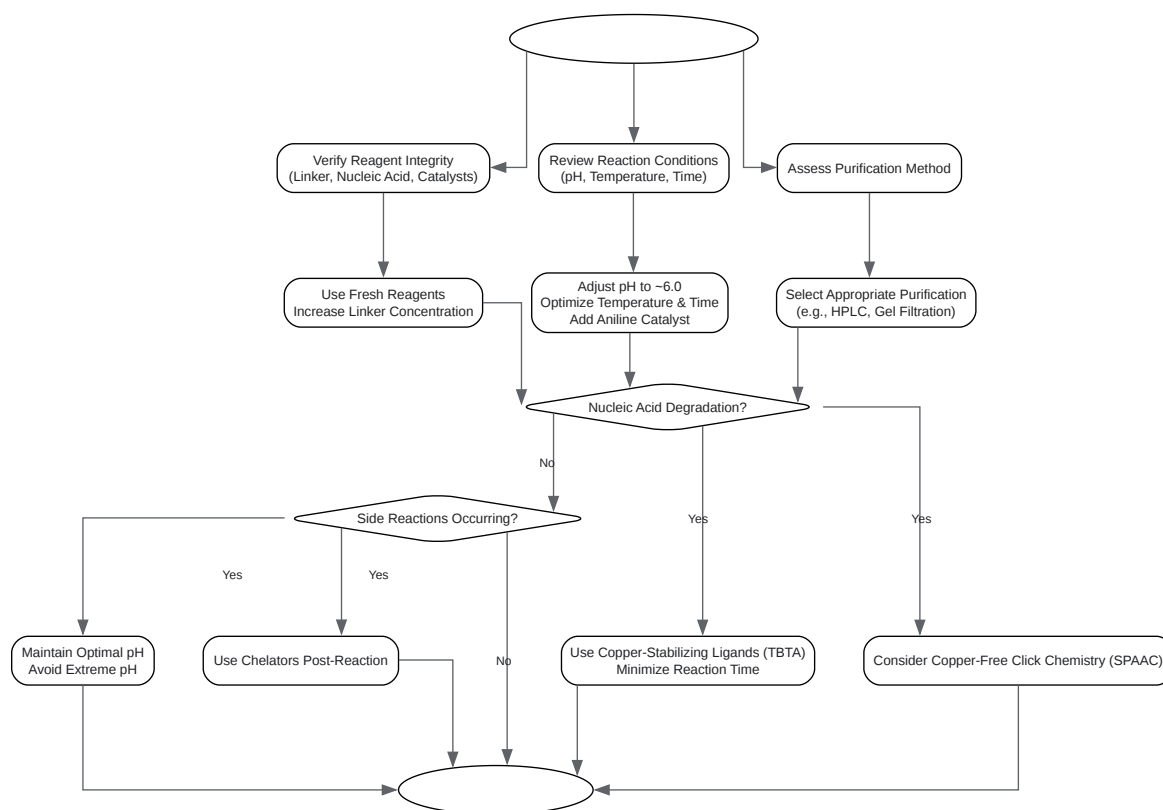 Verify Reagent Integrity
(Linker, Nucleic Acid, Catalysts)
Review Reaction Conditions
(pH, Temperature, Time)
Assess Purification Method
Use Fresh Reagents
Increase Linker Concentration
Adjust pH to ~6.0
Optimize Temperature & Time
Add Aniline Catalyst
Select Appropriate Purification
(e.g., HPLC, Gel Filtration)
Nucleic Acid Degradation?
No
Side Reactions Occurring?
Yes
Yes
Yes
Yes
Maintain Optimal pH
Avoid Extreme pH
Use Chelators Post-Reaction
No
Use Copper-Stabilizing Ligands (TBTA)
Minimize Reaction Time
Consider Copper-Free Click Chemistry (SPAAC)